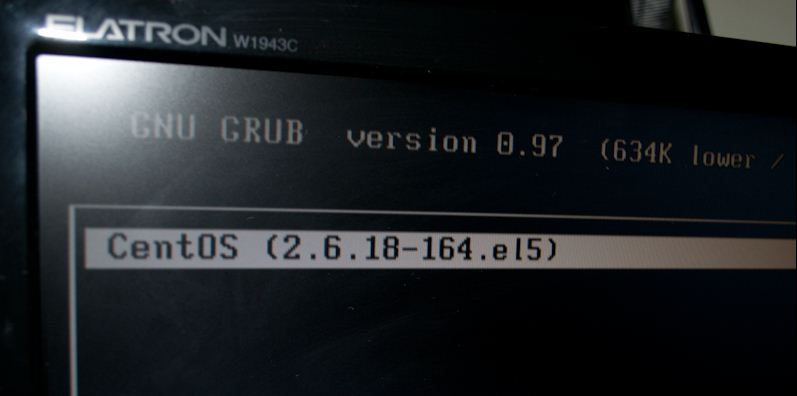 FLATRON W1943C
GNU GRUB version 0.97 (634K lower /
CentOS (2.6.18-164.el5)